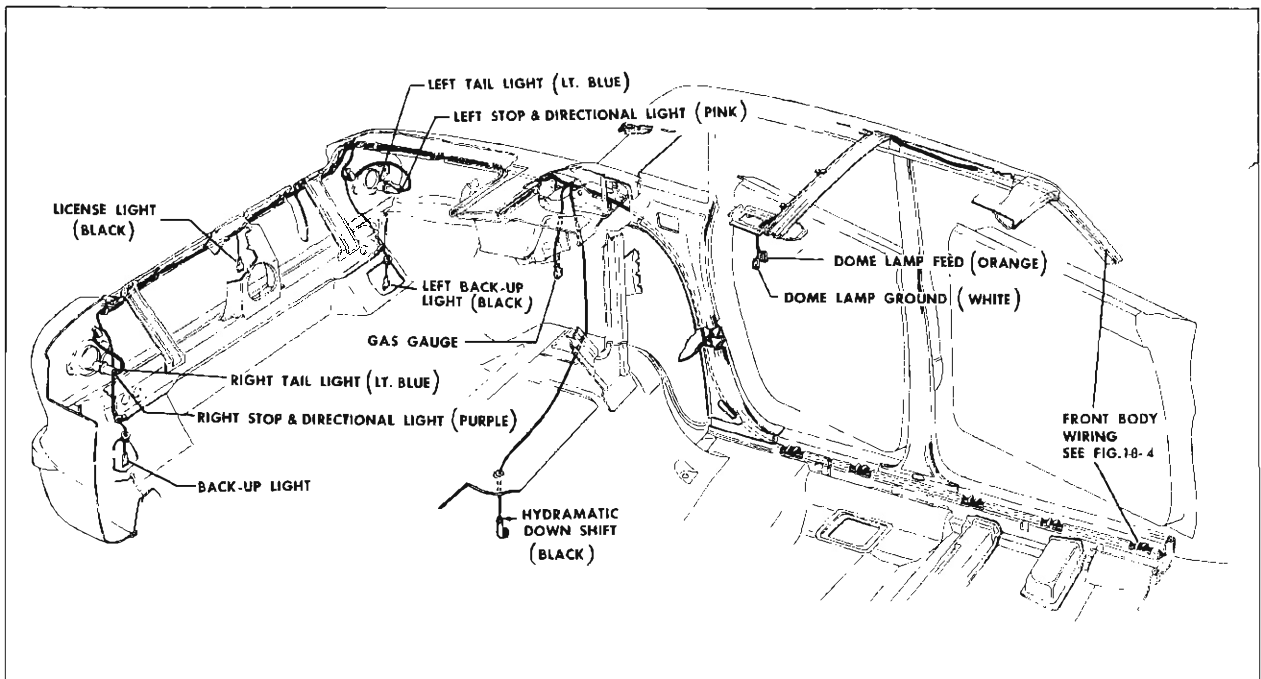 LEFT TAIL LIGHT (LT. BLUE)
LEFT STOP & DIRECTIONAL LIGHT (PINK)
LICENSE LIGHT
(BLACK)
DOME LAMP FEED (ORANGE)
DOME LAMP GROUND (WHITE)
LEFT BACK-UP
LIGHT (BLACK)
GAS GAUGE
RIGHT TAIL LIGHT (LT. BLUE)
RIGHT STOP & DIRECTIONAL LIGHT (PURPLE)
FRONT BODY
WIRING
SEE FIG. 18-4
BACK-UP LIGHT
HYDRAMATIC
DOWN SHIFT
(BLACK)